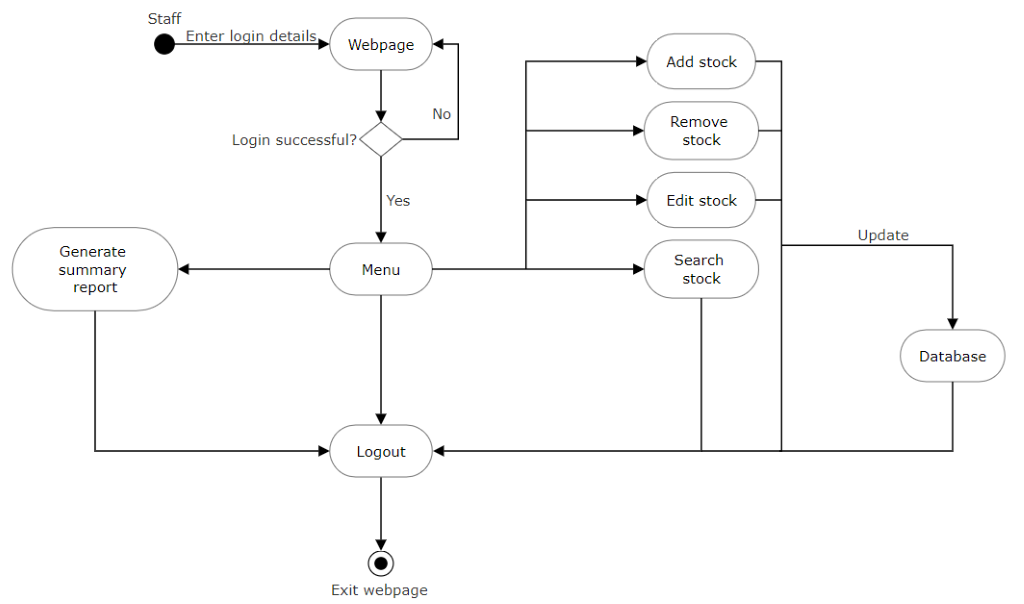 Staff
Enter login details
Webpage
Add stock
No
Remove
stock
Login successful?
Yes
Edit stock
Update
Generate
summary
report
Menu
Search
stock
Database
Logout
Exit webpage